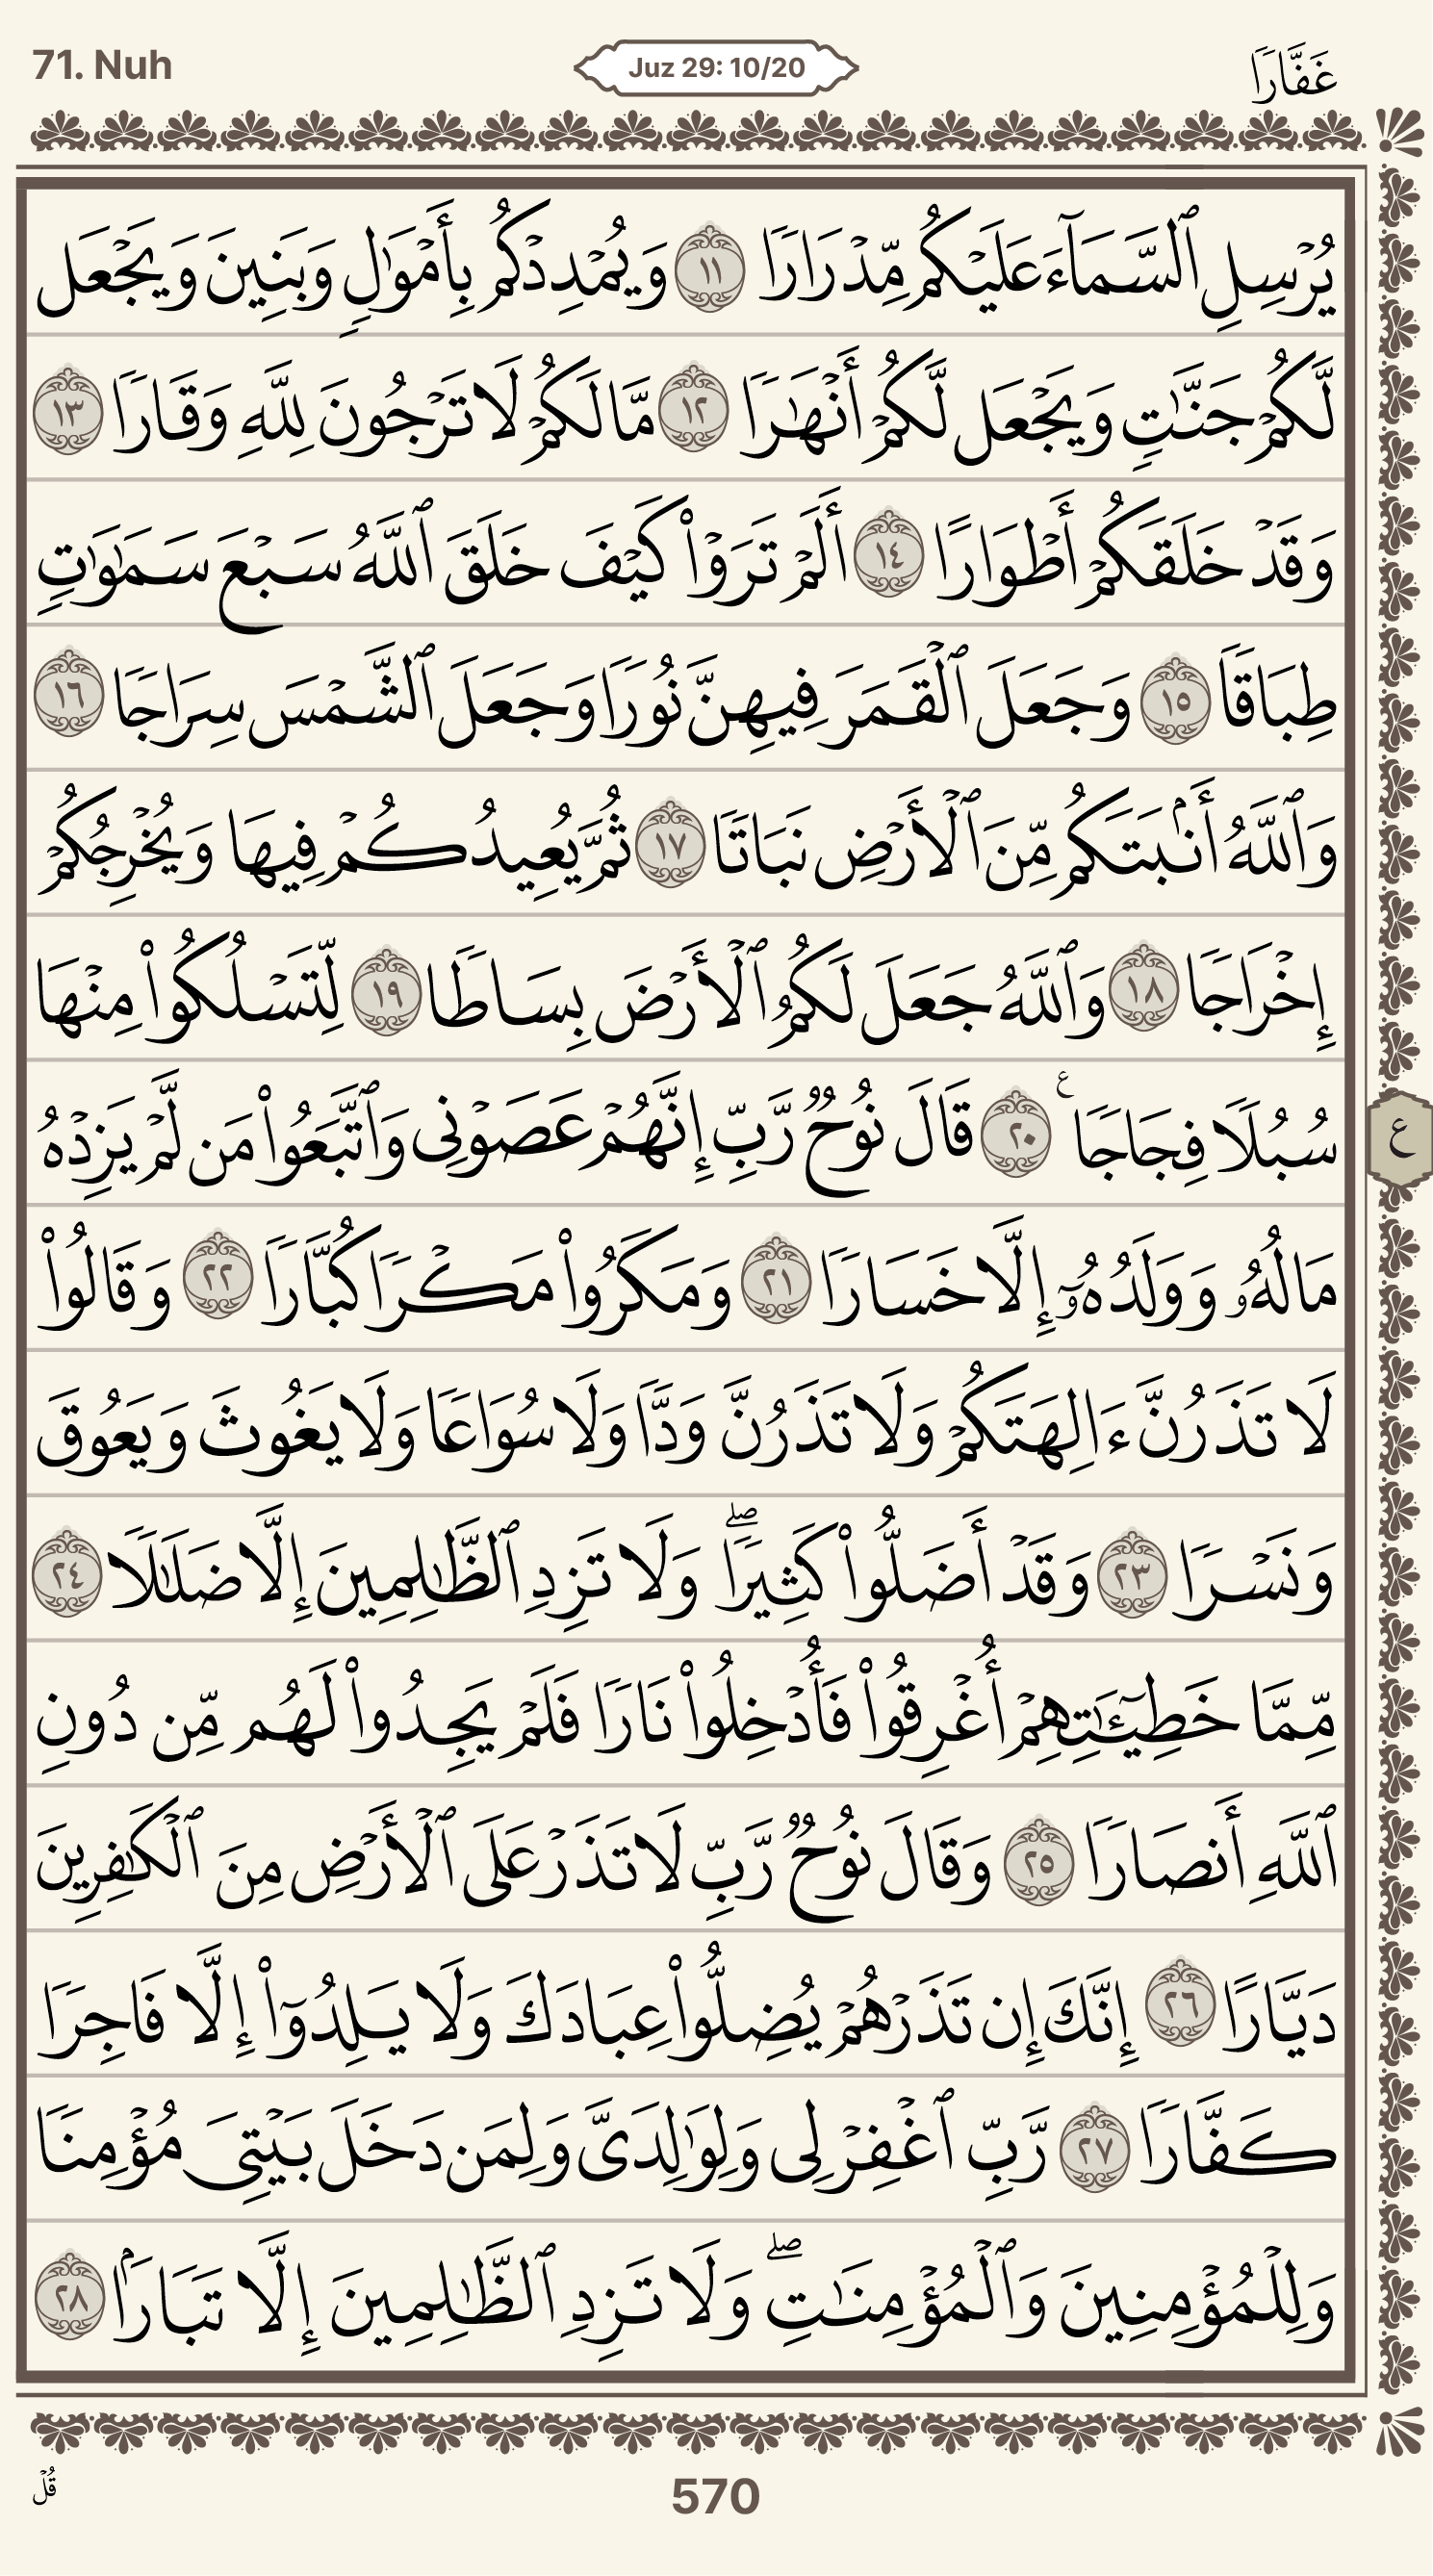 71. Nuh
Juz 29: 10/20
غَفَّارٗا
يُرۡسِلِ ٱلسَّمَآءَ عَلَيۡكُم مِّدۡرَارٗا ١١ وَيُمۡدِدۡكُم بِأَمۡوَٰلٖ وَبَنِينَ وَيَجۡعَل
لَّكُمۡ جَنَّٰتٖ وَيَجۡعَل لَّكُمۡ أَنۡهَٰرٗا ١٢ مَّا لَكُمۡ لَا تَرۡجُونَ لِلَّهِ وَقَارٗا ١٣
وَقَدۡ خَلَقَكُمۡ أَطۡوَارًا ١٤ أَلَمۡ تَرَوۡاْ كَيۡفَ خَلَقَ ٱللَّهُ سَبۡعَ سَمَٰوَٰتٖ
طِبَاقٗا ١٥ وَجَعَلَ ٱلۡقَمَرَ فِيهِنَّ نُورٗا وَجَعَلَ ٱلشَّمۡسَ سِرَاجٗا ١٦
وَٱللَّهُ أَنۢبَتَكُم مِّنَ ٱلۡأَرۡضِ نَبَاتٗا ١٧ ثُمَّ يُعِيدُكُمۡ فِيهَا وَيُخۡرِجُكُمۡ
إِخۡرَاجٗا ١٨ وَٱللَّهُ جَعَلَ لَكُمُ ٱلۡأَرۡضَ بِسَاطٗا ١٩ لِّتَسۡلُكُواْ مِنۡهَا
سُبُلٗا فِجَاجٗا ع ٢٠ قَالَ نُوحٞ رَّبِّ إِنَّهُمۡ عَصَوۡنِي وَٱتَّبَعُواْ مَن لَّمۡ يَزِدۡهُ
ع
مَالُهُۥ وَوَلَدُهُۥٓ إِلَّا خَسَارٗا ٢١ وَمَكَرُواْ مَكۡرٗا كُبَّارٗا ٢٢ وَقَالُواْ
لَا تَذَرُنَّ ءَالِهَتَكُمۡ وَلَا تَذَرُنَّ وَدّٗا وَلَا سُوَاعٗا وَلَا يَغُوثَ وَيَعُوقَ
وَنَسۡرٗا ٢٣ وَقَدۡ أَضَلُّواْ كَثِيرٗاۖ وَلَا تَزِدِ ٱلظَّٰلِمِينَ إِلَّا ضَلَٰلٗا ٢٤
مِّمَّا خَطِيٓـَٰٔتِهِمۡ أُغۡرِقُواْ فَأُدۡخِلُواْ نَارٗا فَلَمۡ يَجِدُواْ لَهُم مِّن دُونِ
ٱللَّهِ أَنصَارٗا ٢٥ وَقَالَ نُوحٞ رَّبِّ لَا تَذَرۡ عَلَى ٱلۡأَرۡضِ مِنَ ٱلۡكَٰفِرِينَ
دَيَّارًا ٢٦ إِنَّكَ إِن تَذَرۡهُمۡ يُضِلُّواْ عِبَادَكَ وَلَا يَلِدُوٓاْ إِلَّا فَاجِرٗا
كَفَّارٗا ٢٧ رَّبِّ ٱغۡفِرۡ لِي وَلِوَٰلِدَيَّ وَلِمَن دَخَلَ بَيۡتِيَ مُؤۡمِنٗا
وَلِلۡمُؤۡمِنِينَ وَٱلۡمُؤۡمِنَٰتِۖ وَلَا تَزِدِ ٱلظَّٰلِمِينَ إِلَّا تَبَارَۢا ٢٨
قُلۡ
570